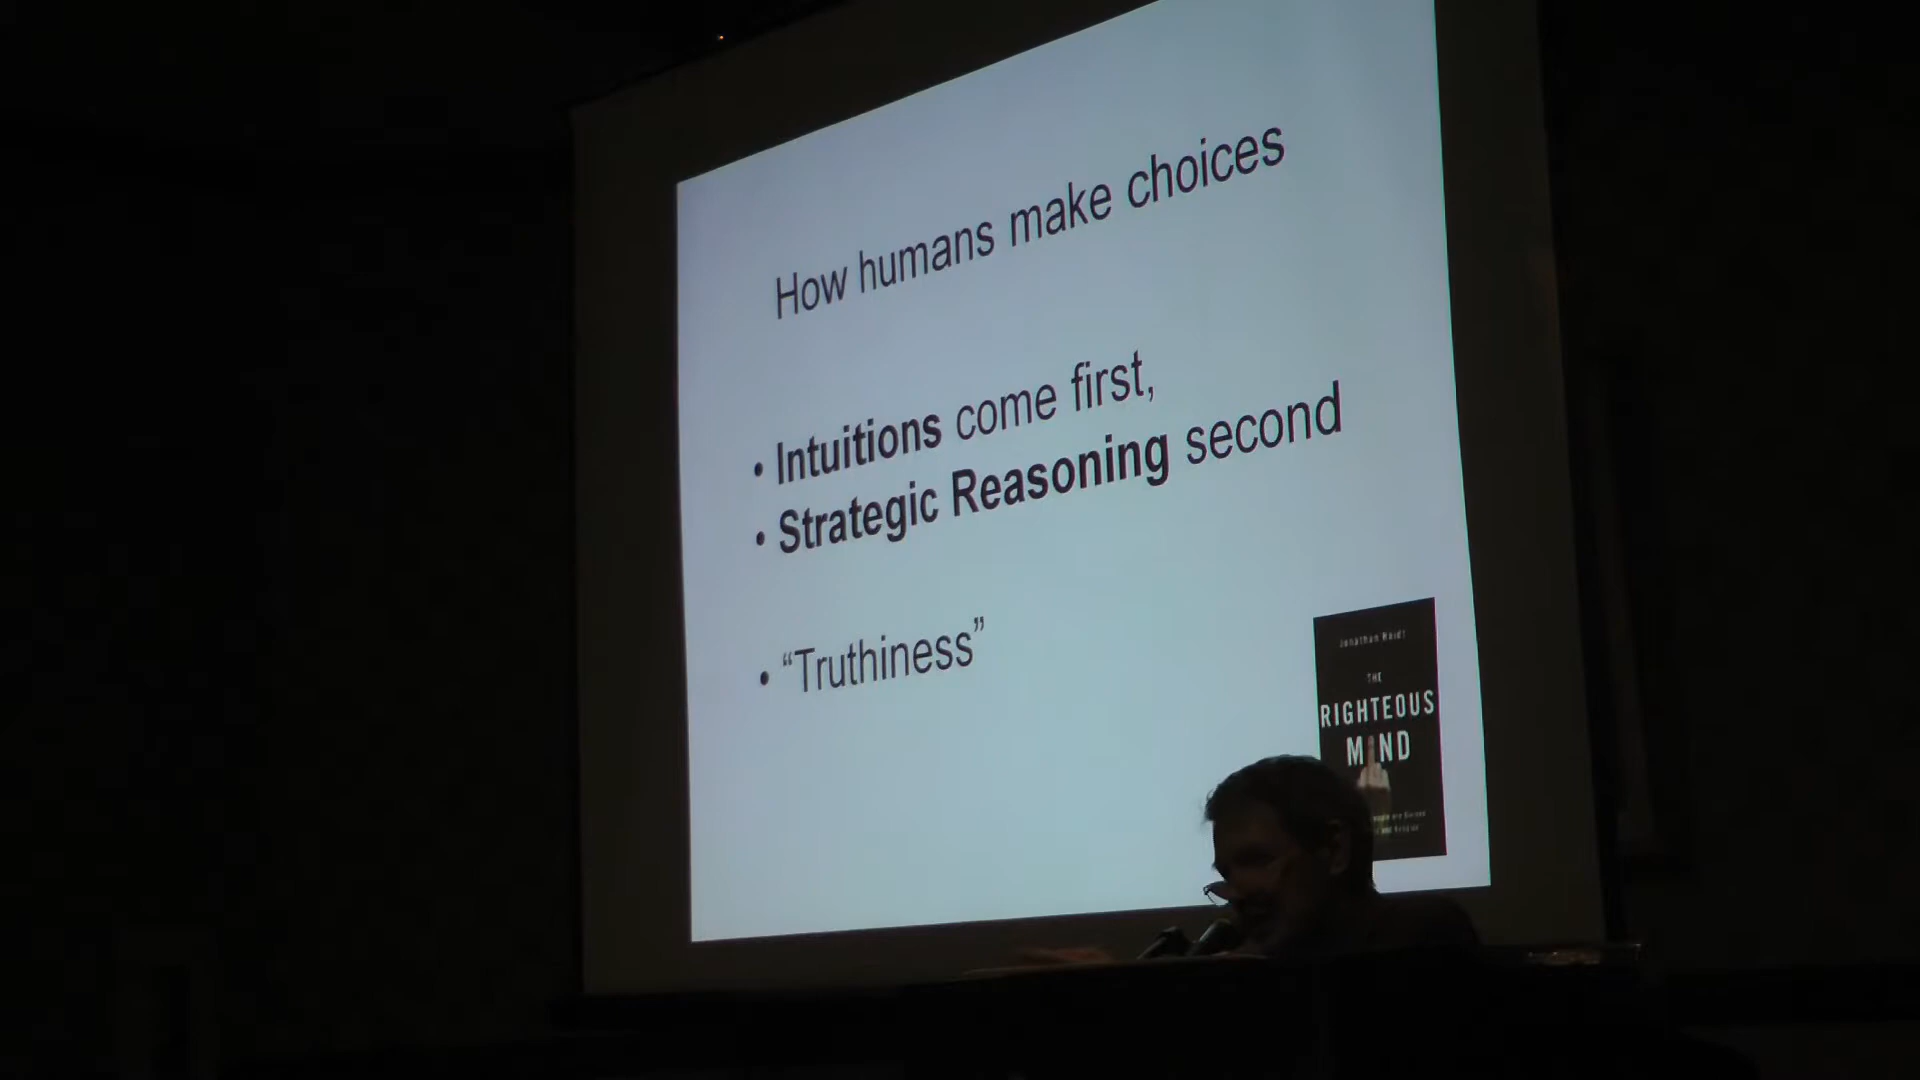 How humans make choices
• Intuitions come first,
• Strategic Reasoning second
• “Truthiness”
Jonathan Haidt
THE
RIGHTEOUS
MIND